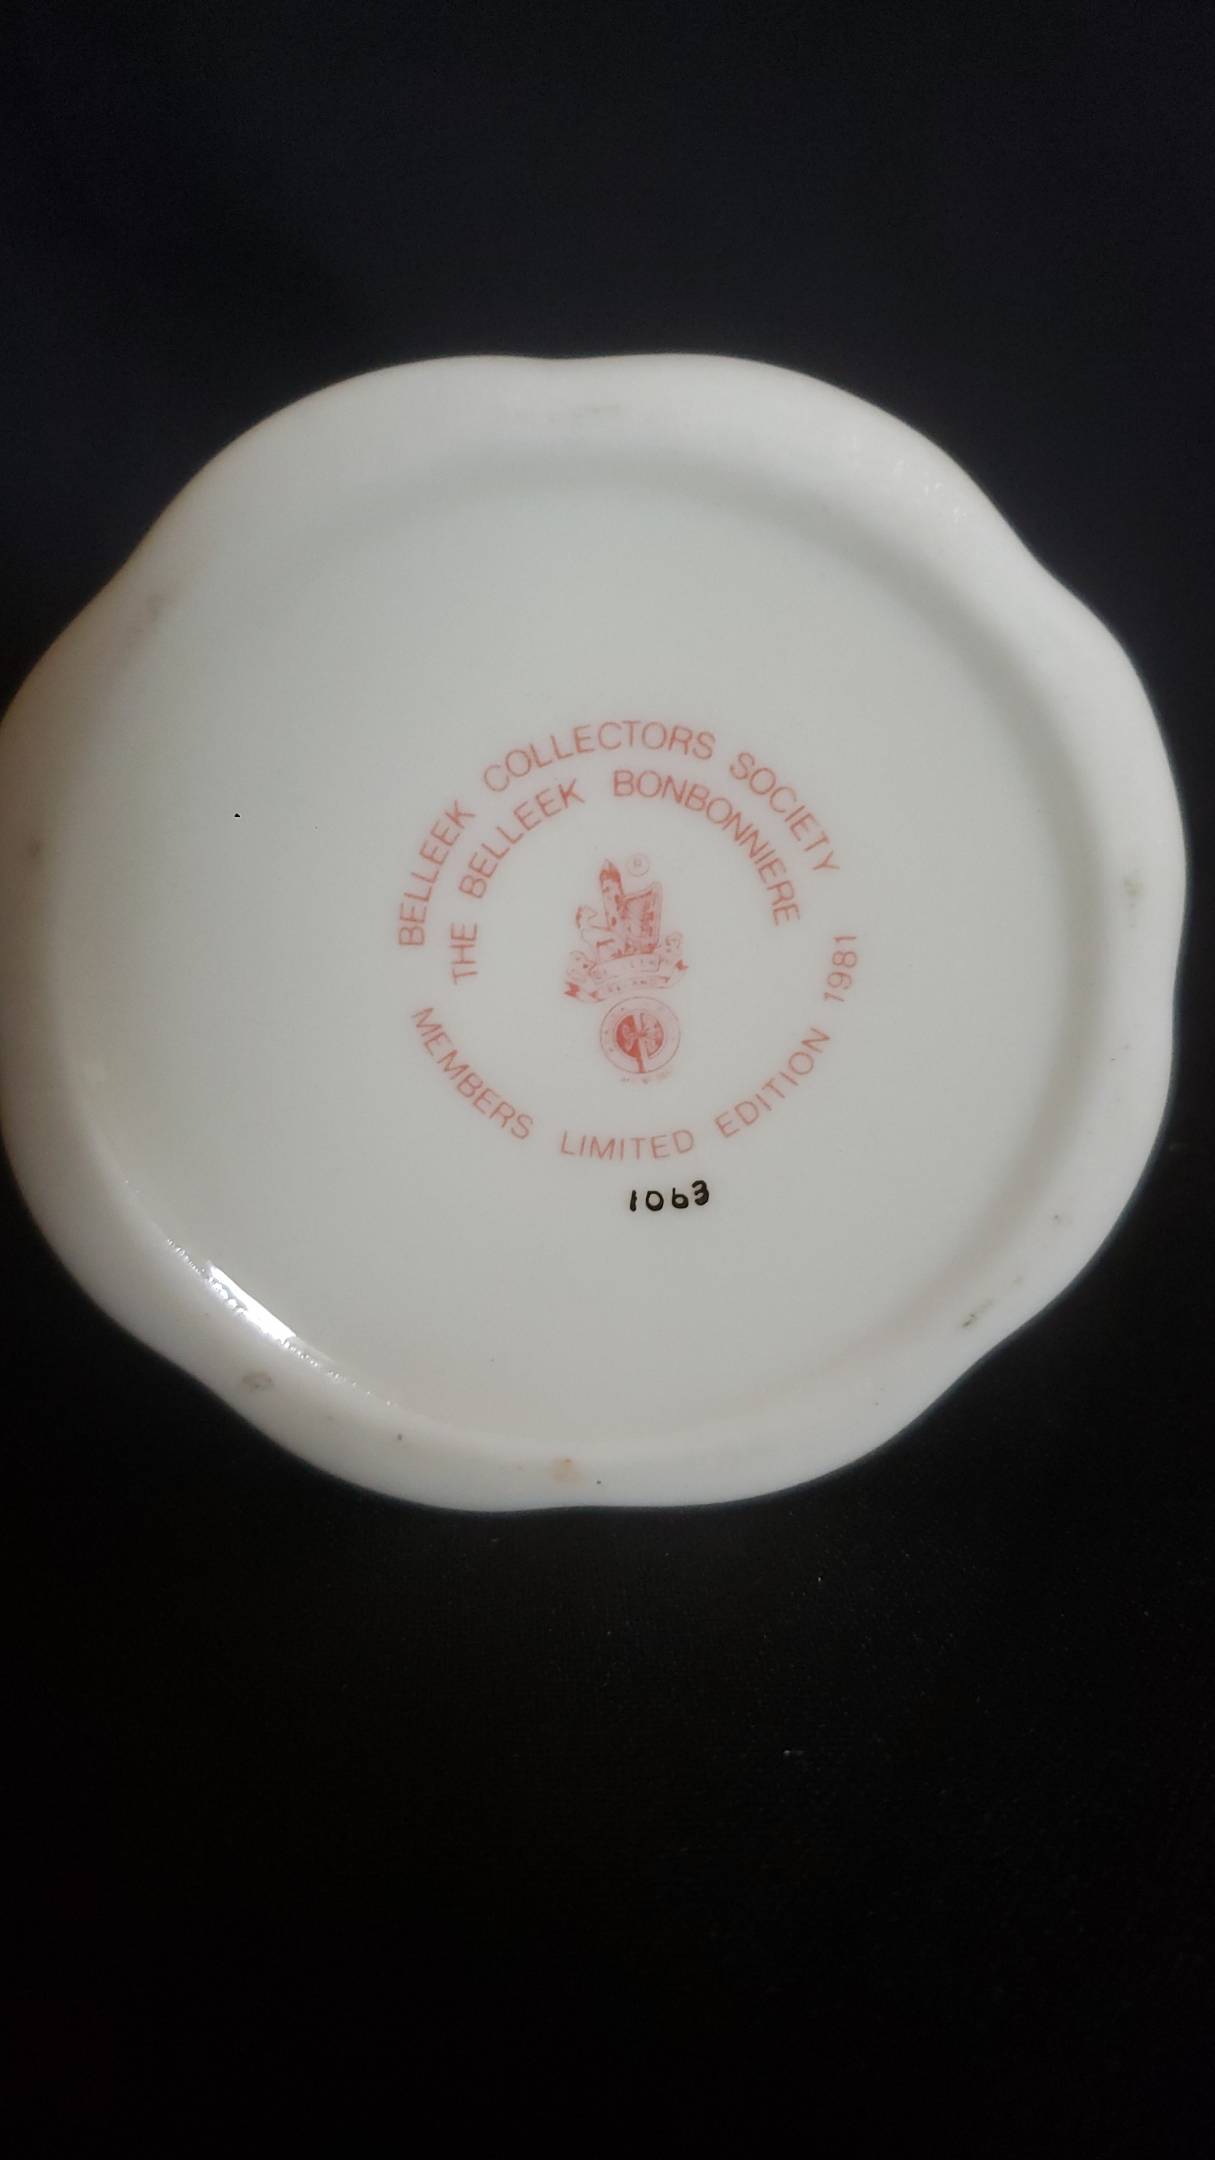 BELLEEK COLLECTORS SOCIETY
THE BELLEEK BONBONNIERE
®
MEMBERS LIMITED EDITION 1981
1063